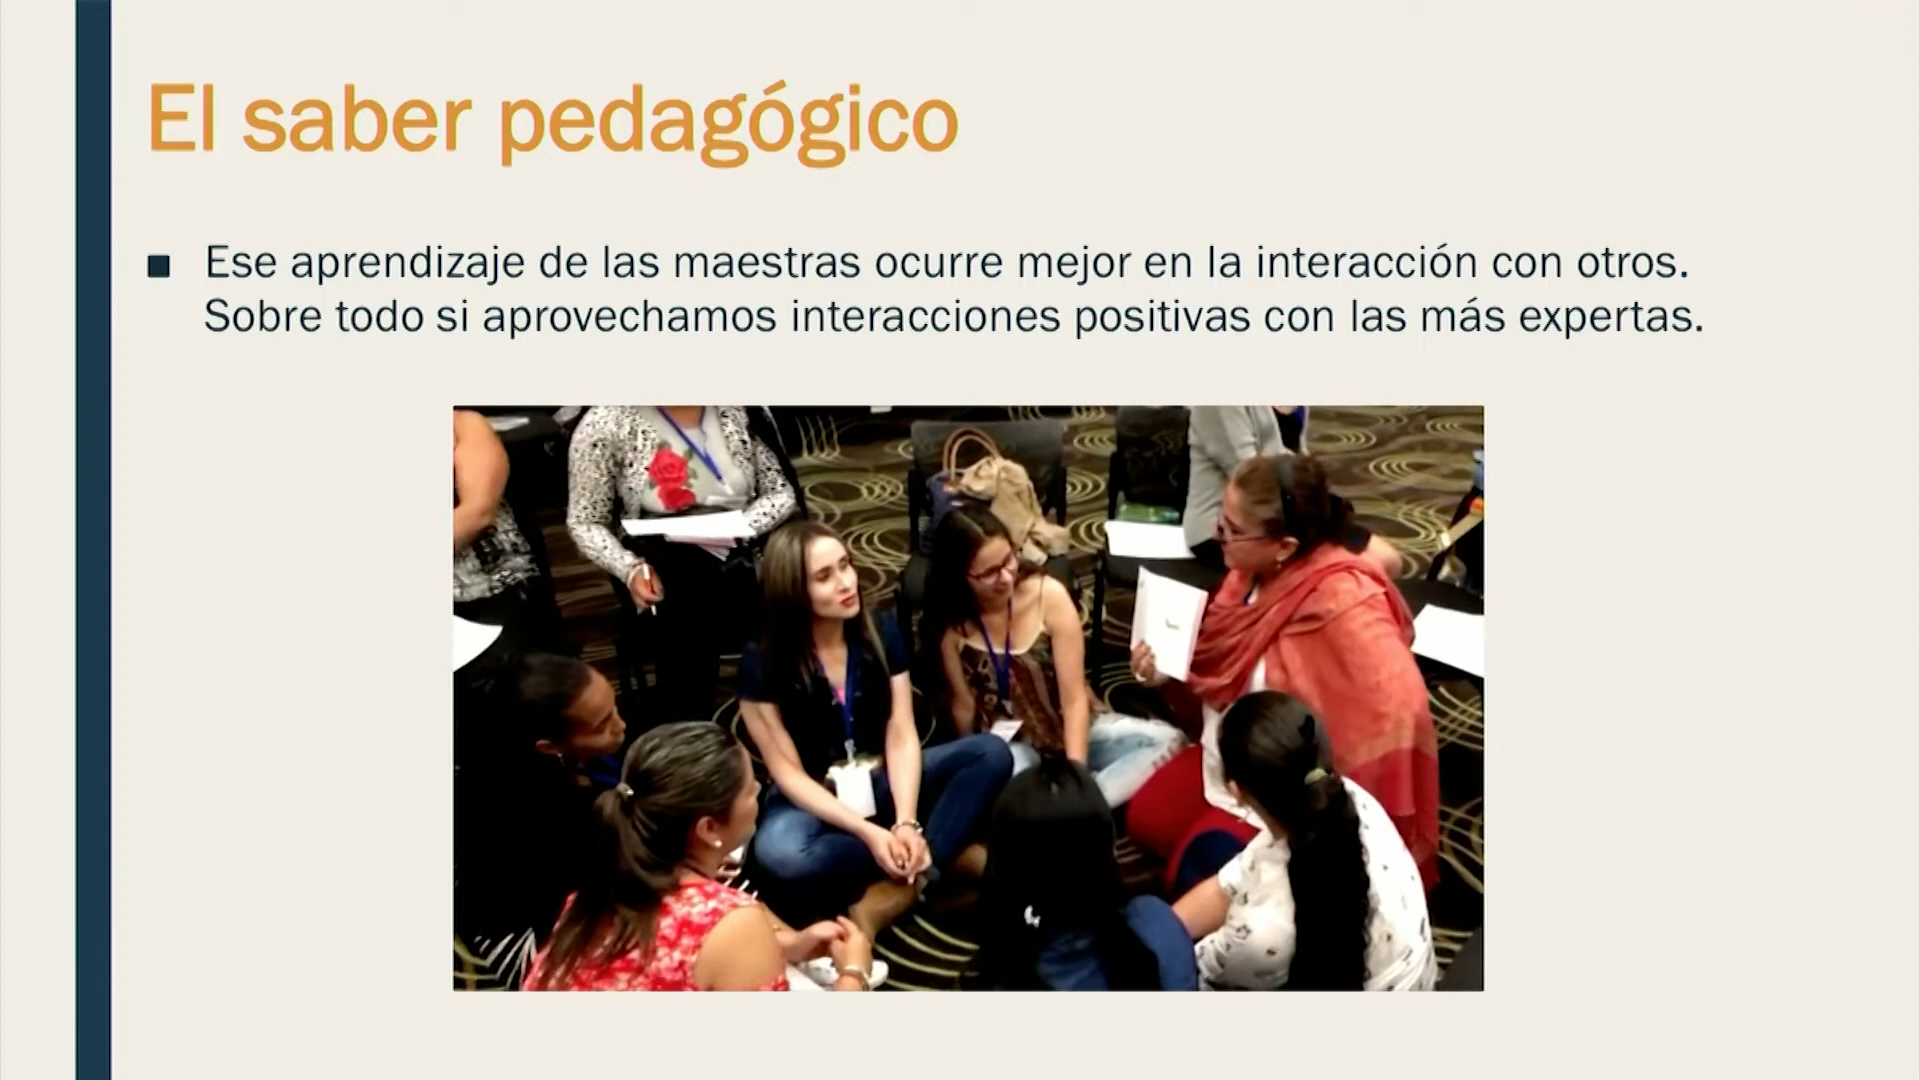 El saber pedagógico
Ese aprendizaje de las maestras ocurre mejor en la interacción con otros.
Sobre todo si aprovechamos interacciones positivas con las más expertas.